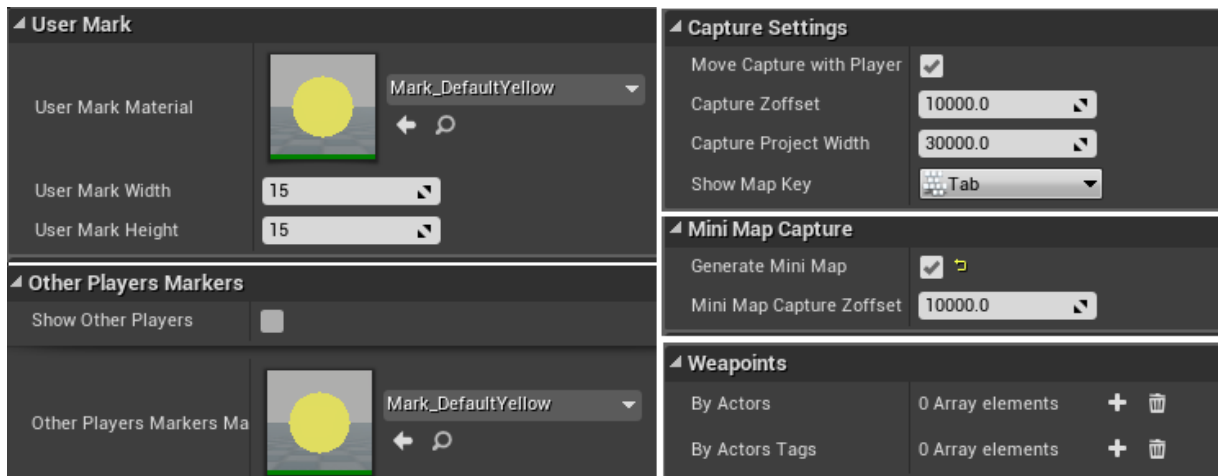 User Mark
User Mark Material
Mark_DefaultYellow
User Mark Width 15
User Mark Height 15
Other Players Markers
Show Other Players
Other Players Markers Ma
Mark_DefaultYellow
Capture Settings
Move Capture with Player
Capture Zoffset 10000.0
Capture Project Width 30000.0
Show Map Key Tab
Mini Map Capture
Generate Mini Map
Mini Map Capture Zoffset 10000.0
Weapoints
By Actors 0 Array elements
By Actors Tags 0 Array elements